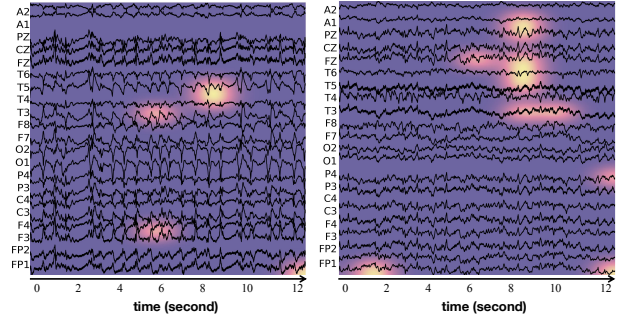 A2
A1
PZ
CZ
FZ
T6
T5
T4
T3
F8
F7
O2
O1
P4
P3
C4
C3
F4
F3
FP2
FP1
0 2 4 6 8 10 12
time (second)
A2
A1
PZ
CZ
FZ
T6
T5
T4
T3
F8
F7
O2
O1
P4
P3
C4
C3
F4
F3
FP2
FP1
0 2 4 6 8 10 12
time (second)